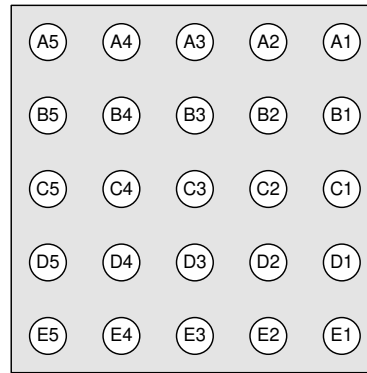 A5 A4 A3 A2 A1
B5 B4 B3 B2 B1
C5 C4 C3 C2 C1
D5 D4 D3 D2 D1
E5 E4 E3 E2 E1